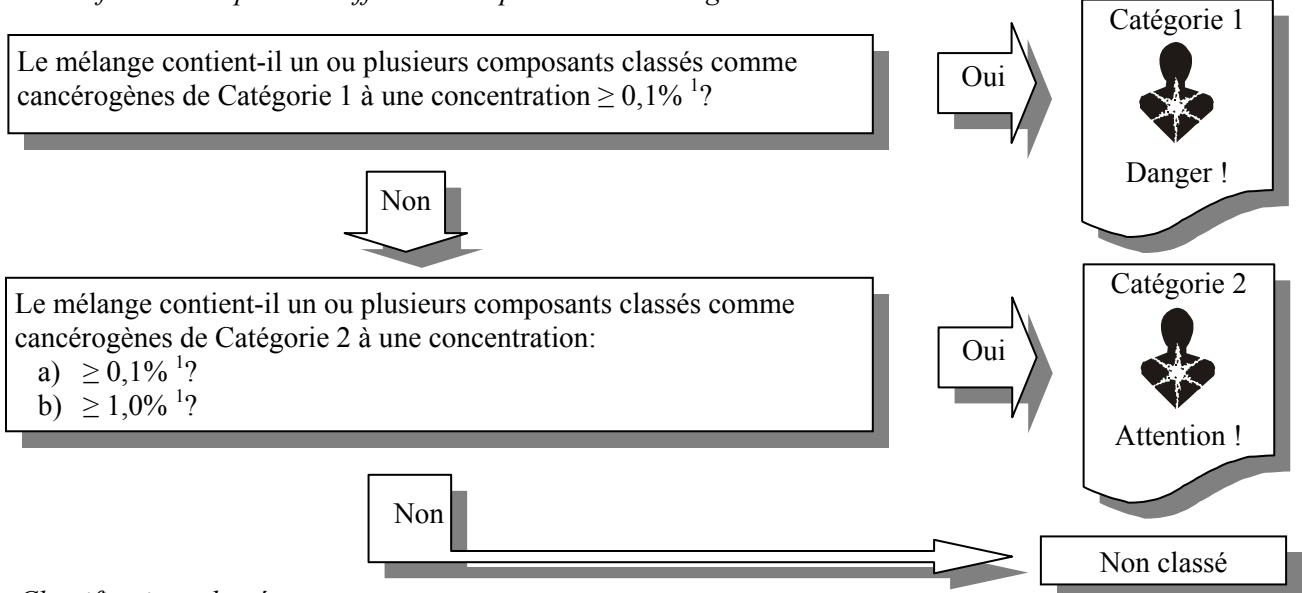 Le mélange contient-il un ou plusieurs composants classés comme
cancérogènes de Catégorie 1 à une concentration ≥ 0,1% ¹?
Oui
Catégorie 1
Danger !
Non
Le mélange contient-il un ou plusieurs composants classés comme
cancérogènes de Catégorie 2 à une concentration:
a) ≥ 0,1% ¹?
b) ≥ 1,0% ¹?
Oui
Catégorie 2
Attention !
Non
Non classé